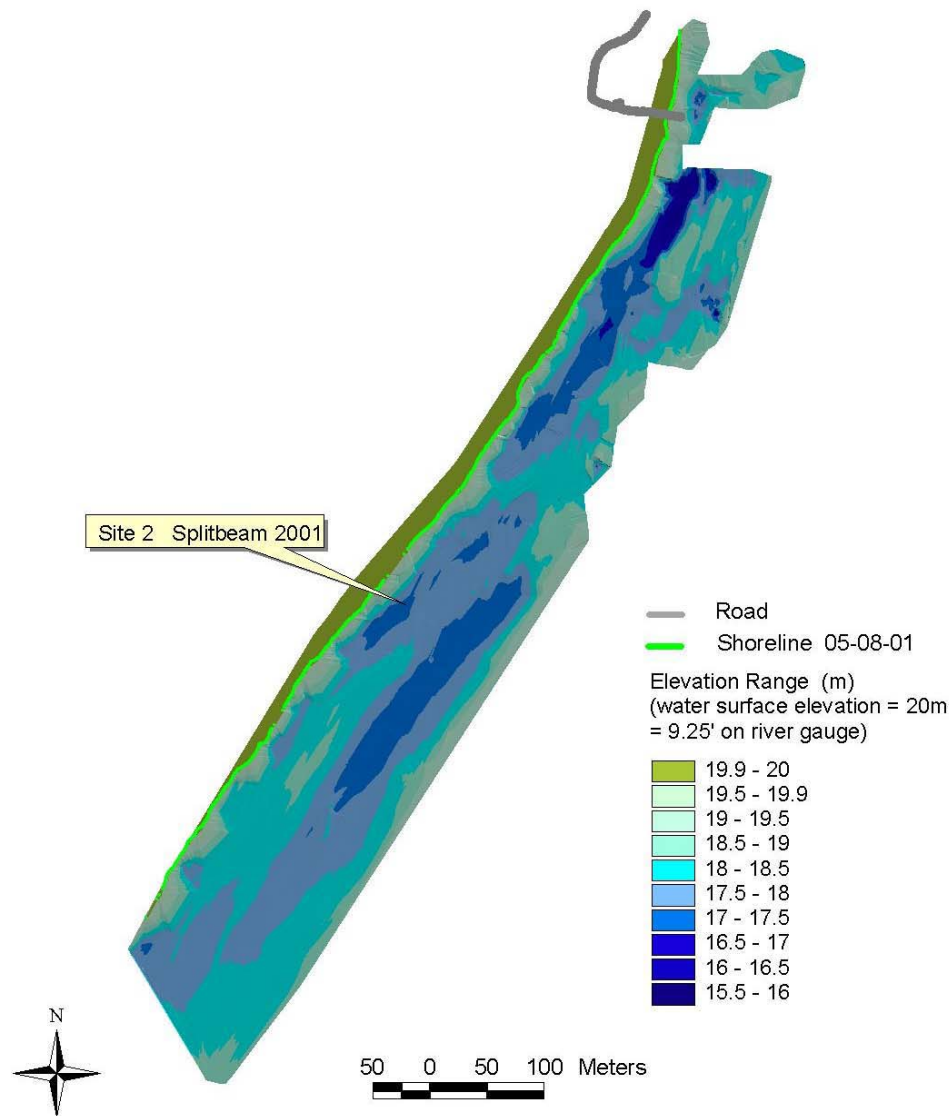 Site 2 Splitbeam 2001
Road
Shoreline 05-08-01
Elevation Range (m)
(water surface elevation = 20m
= 9.25' on river gauge)
19.9 - 20
19.5 - 19.9
19 - 19.5
18.5 - 19
18 - 18.5
17.5 - 18
17 - 17.5
16.5 - 17
16 - 16.5
15.5 - 16
N
50 0 50 100 Meters